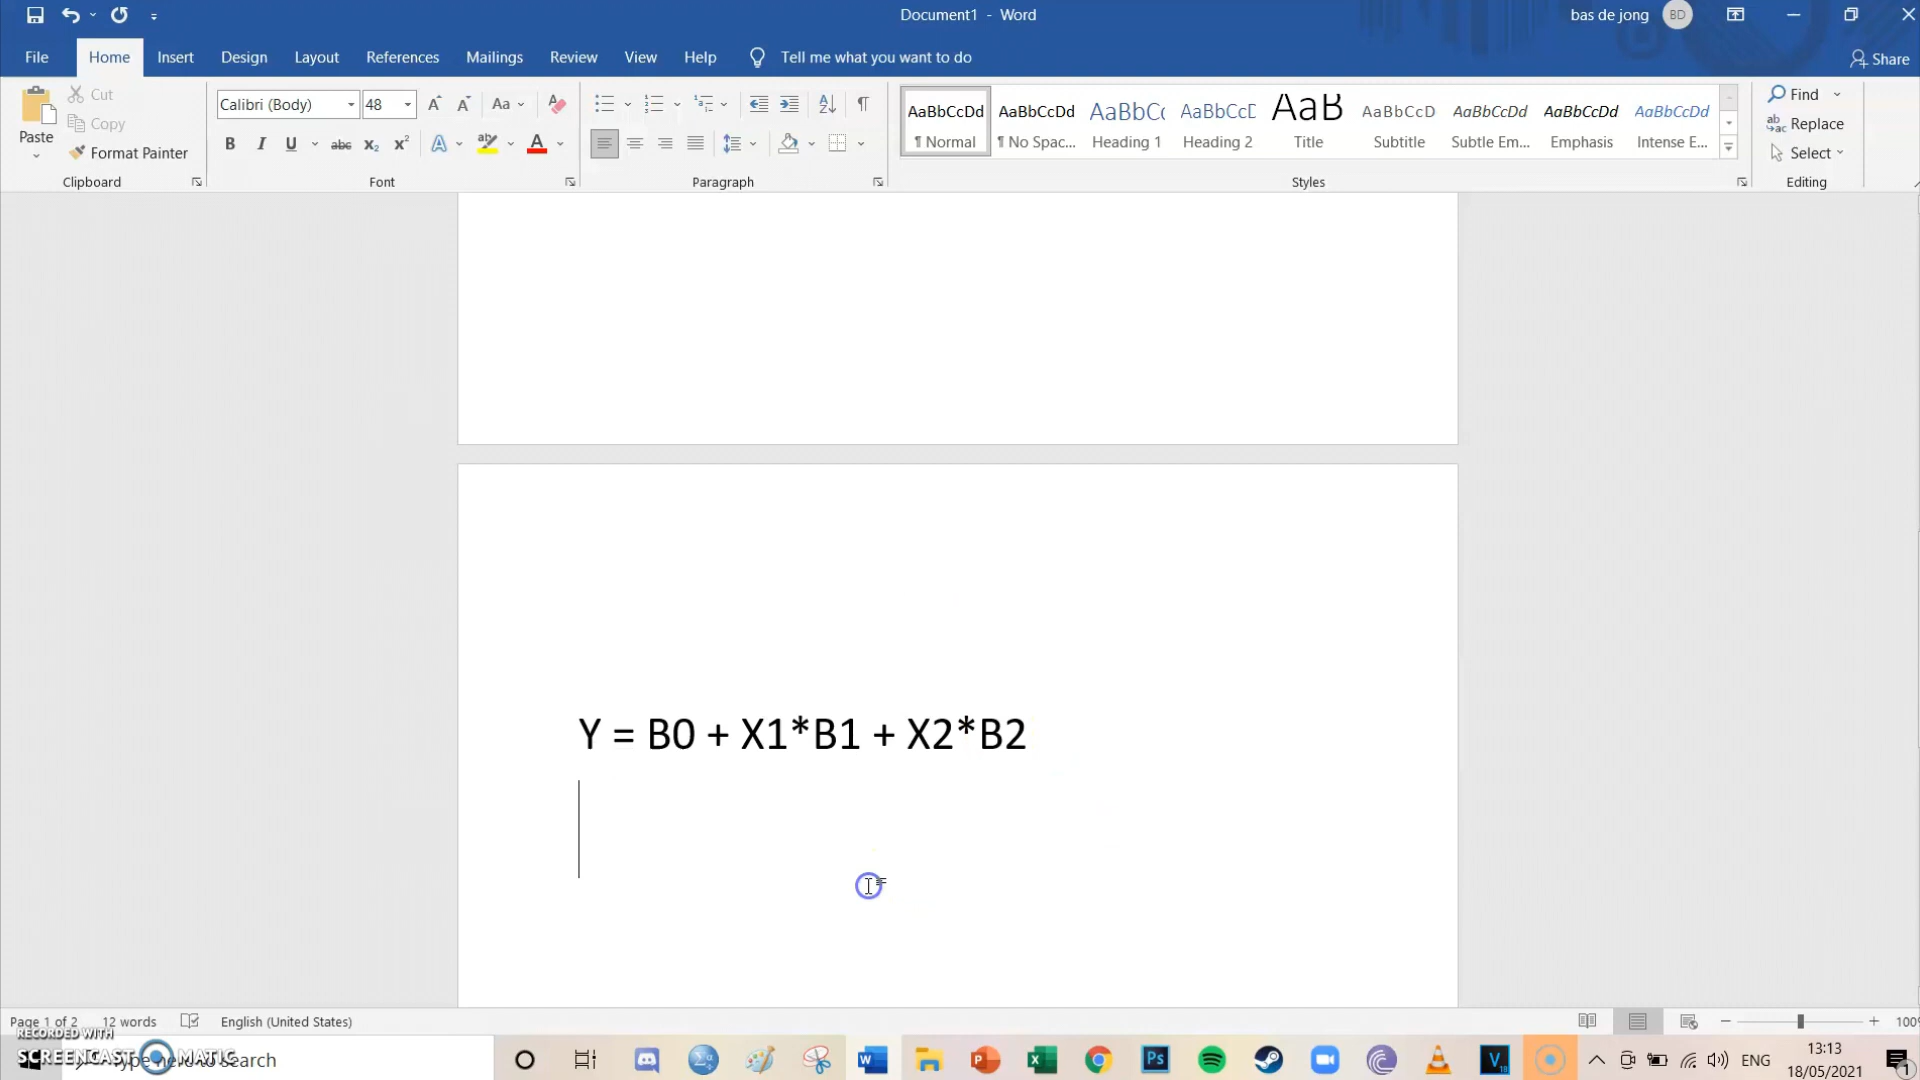 Document1 - Word
bas de jong
BD
File
Home
Insert
Design
Layout
References
Mailings
Review
View
Help
Tell me what you want to do
Share
Paste
Cut
Copy
Format Painter
Clipboard
Calibri (Body)
48
Aa
Font
Paragraph
AaBbCcDd
¶ Normal
AaBbCcDd
¶ No Spac...
AaBbC
Heading 1
AaBbCcD
Heading 2
AaB
Title
AaBbCcD
Subtitle
AaBbCcDd
Subtle Em...
AaBbCcDd
Emphasis
AaBbCcDd
Intense E...
Styles
Find
Replace
Select
Editing
Y = B0 + X1*B1 + X2*B2
Page 1 of 2
12 words
English (United States)
100
RECORDED WITH
SCREENCAST MATIC
Type here to search
ENG
13:13
18/05/2021